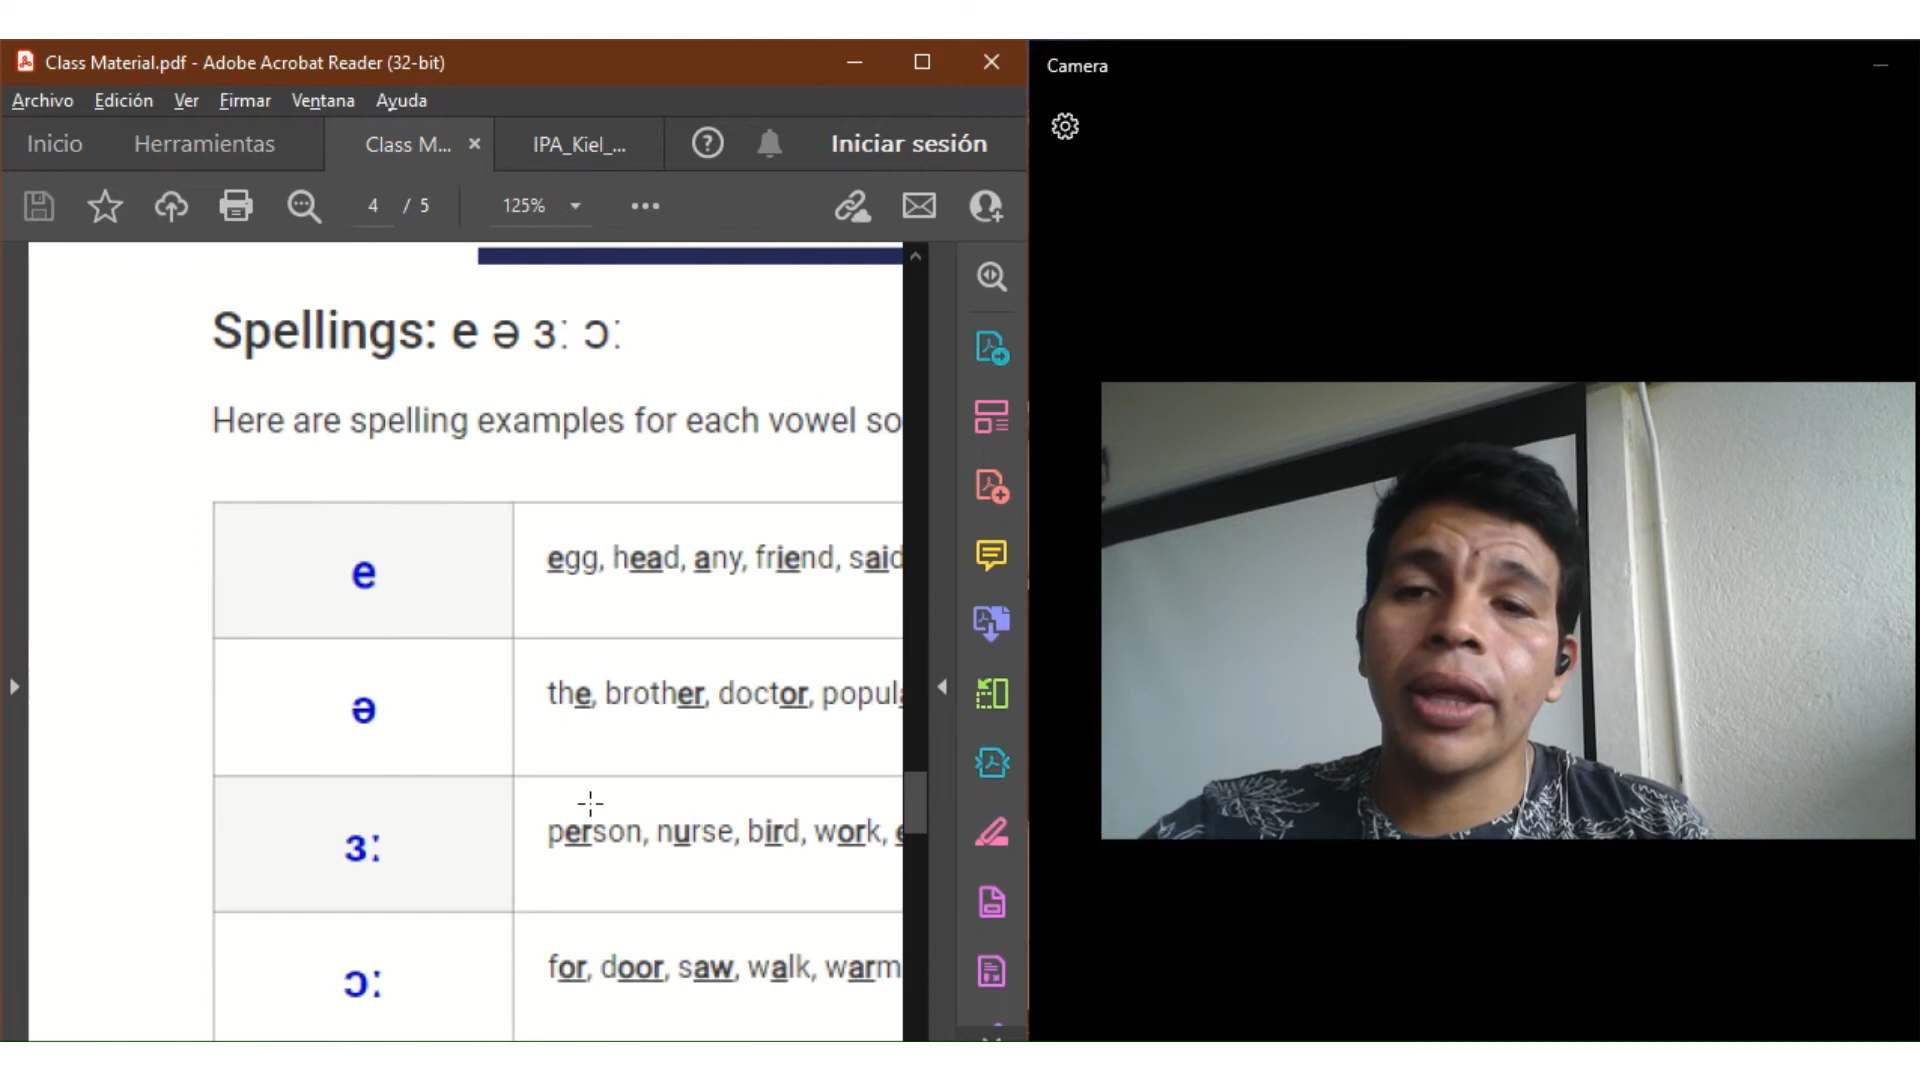 Class Material.pdf - Adobe Acrobat Reader (32-bit)
Archivo Edición Ver Firmar Ventana Ayuda
Inicio Herramientas Class M... IPA_Kiel_... Iniciar sesión
4 / 5 125%
Spellings: e ə ɜː ɔː
Here are spelling examples for each vowel so
e
egg, head, any, friend, said
ə
the, brother, doctor, popula
ɜː
person, nurse, bird, work, e
ɔː
for, door, saw, walk, warm
Camera